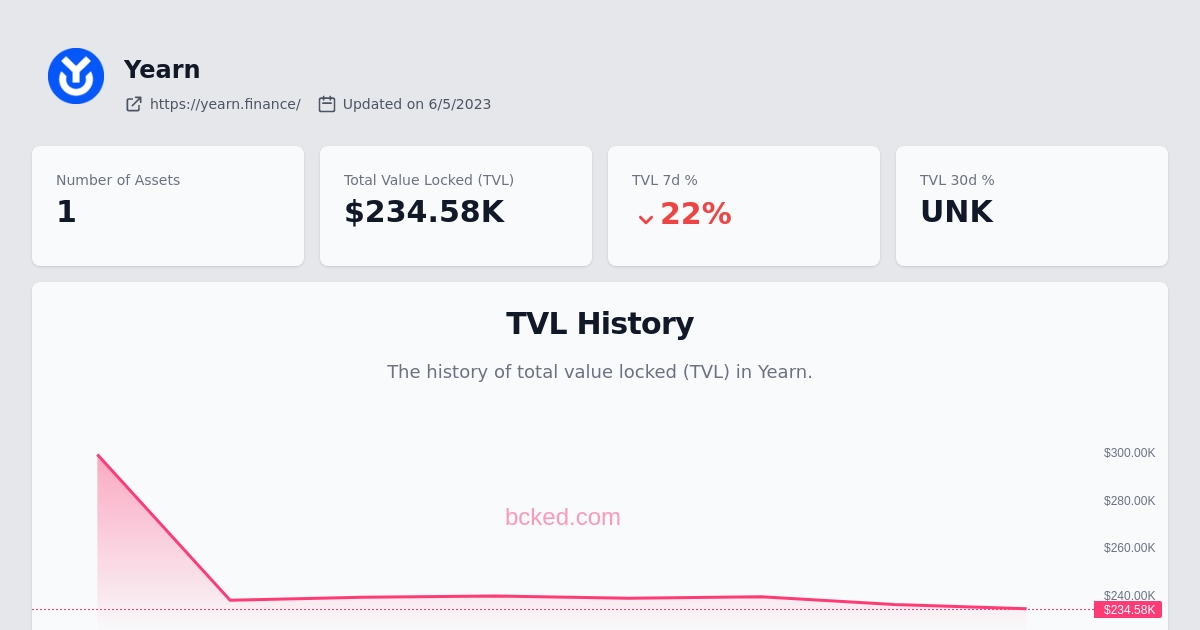 Yearn
https://yearn.finance/ Updated on 6/5/2023
Number of Assets
1
Total Value Locked (TVL)
$234.58K
TVL 7d %
22%
TVL 30d %
UNK
TVL History
The history of total value locked (TVL) in Yearn.
$300.00K
$280.00K
bcked.com
$260.00K
$240.00K
$234.58K